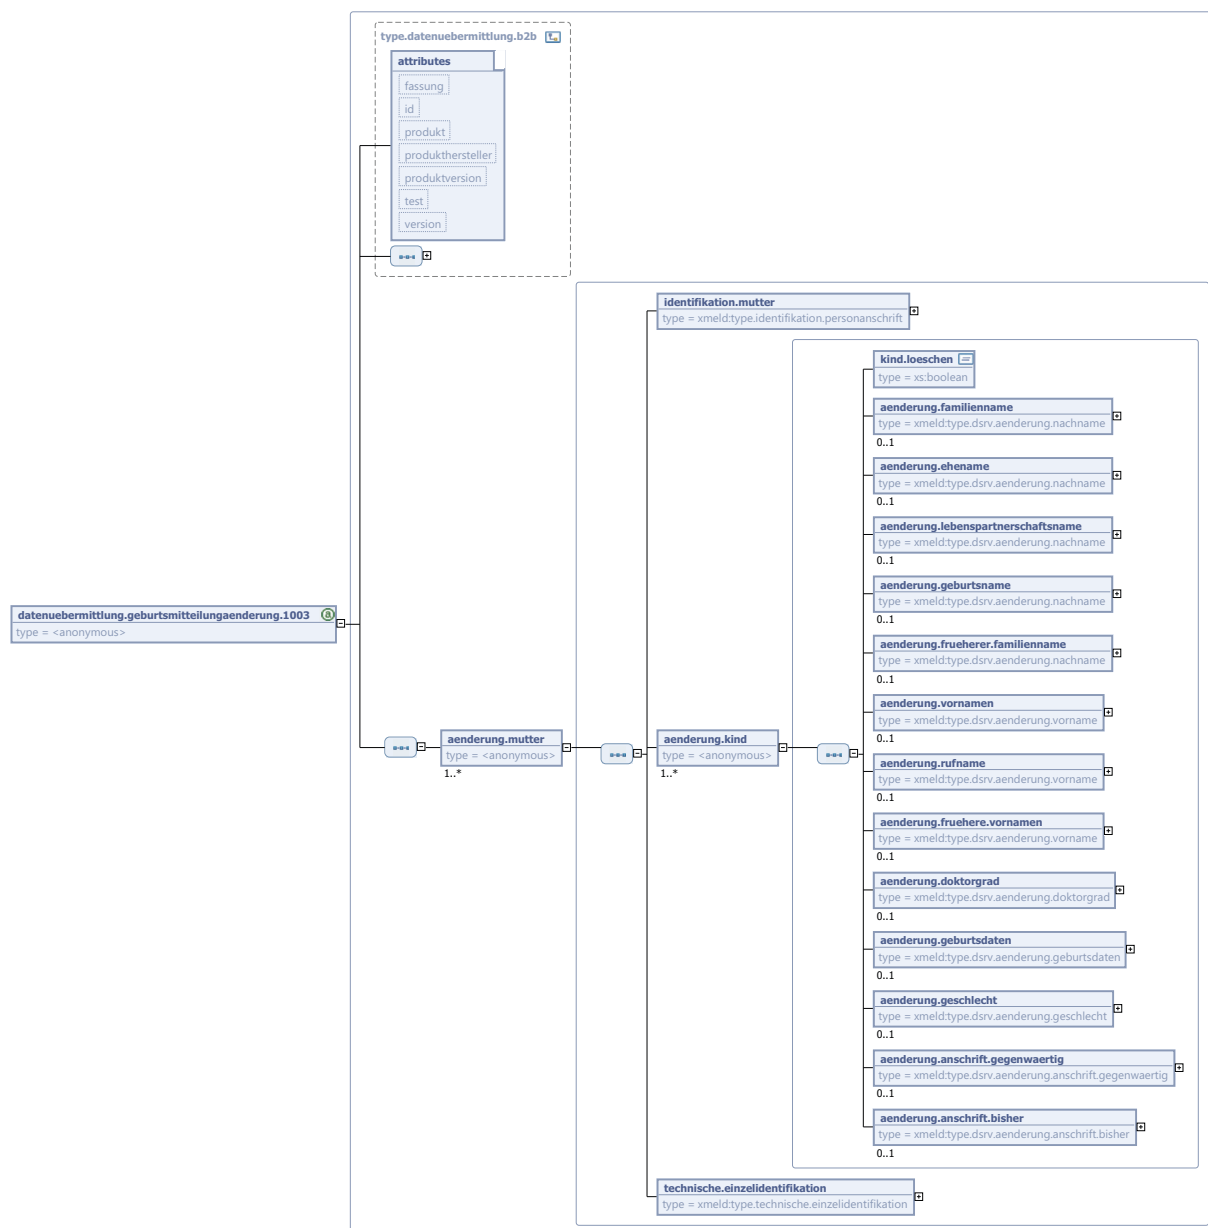 type.datenuebermittlung.b2b
attributes
fassung
id
produkt
produkthersteller
produktversion
test
version
identifikation.mutter
type = xmeld:type.identifikation.personanschrift
kind.loeschen
type = xs:boolean
aenderung.familienname
type = xmeld:type.dsrv.aenderung.nachname
0..1
aenderung.ehename
type = xmeld:type.dsrv.aenderung.nachname
0..1
aenderung.lebenspartnerschaftsname
type = xmeld:type.dsrv.aenderung.nachname
0..1
aenderung.geburtsname
type = xmeld:type.dsrv.aenderung.nachname
0..1
datenuebermittlung.geburtsmitteilungaenderung.1003 a
type = <anonymous>
aenderung.frueherer.familienname
type = xmeld:type.dsrv.aenderung.nachname
0..1
aenderung.vornamen
type = xmeld:type.dsrv.aenderung.vorname
0..1
aenderung.mutter
type = <anonymous>
1..*
aenderung.kind
type = <anonymous>
1..*
aenderung.rufname
type = xmeld:type.dsrv.aenderung.vorname
0..1
aenderung.fruehere.vornamen
type = xmeld:type.dsrv.aenderung.vorname
0..1
aenderung.doktorgrad
type = xmeld:type.dsrv.aenderung.doktorgrad
0..1
aenderung.geburtsdaten
type = xmeld:type.dsrv.aenderung.geburtsdaten
0..1
aenderung.geschlecht
type = xmeld:type.dsrv.aenderung.geschlecht
0..1
aenderung.anschrift.gegenwaertig
type = xmeld:type.dsrv.aenderung.anschrift.gegenwaertig
0..1
aenderung.anschrift.bisher
type = xmeld:type.dsrv.aenderung.anschrift.bisher
0..1
technische.einzelidentifikation
type = xmeld:type.technische.einzelidentifikation